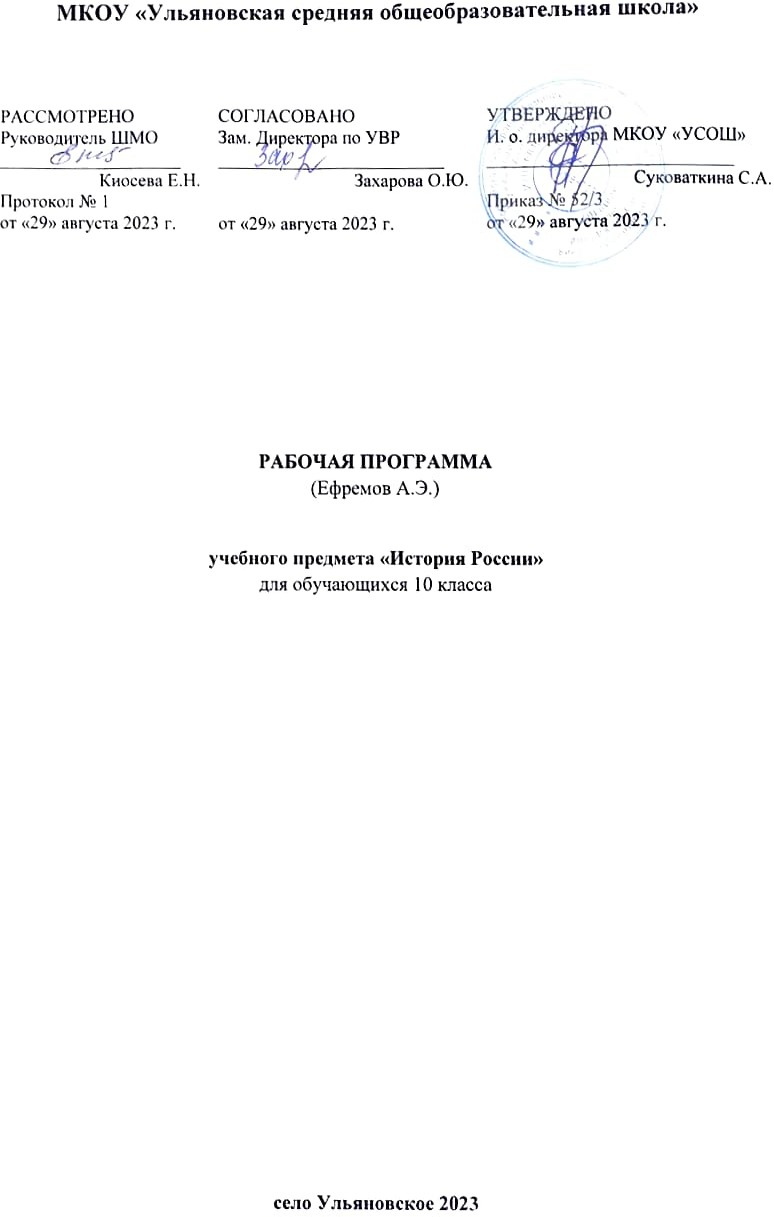 МКОУ «Ульяновская средняя общеобразовательная школа»
РАССМОТРЕНО
Руководитель ШМО
Киосева Е.Н.
Протокол № 1
от «29» августа 2023 г.
СОГЛАСОВАНО
Зам. Директора по УВР
Захарова О.Ю.
от «29» августа 2023 г.
УТВЕРЖДЕНО
И. о. директора МКОУ «УСОШ»
Суковаткина С.А.
Приказ № 52/3
от «29» августа 2023 г.
РАБОЧАЯ ПРОГРАММА
(Ефремов А.Э.)
учебного предмета «История России»
для обучающихся 10 класса
село Ульяновское 2023